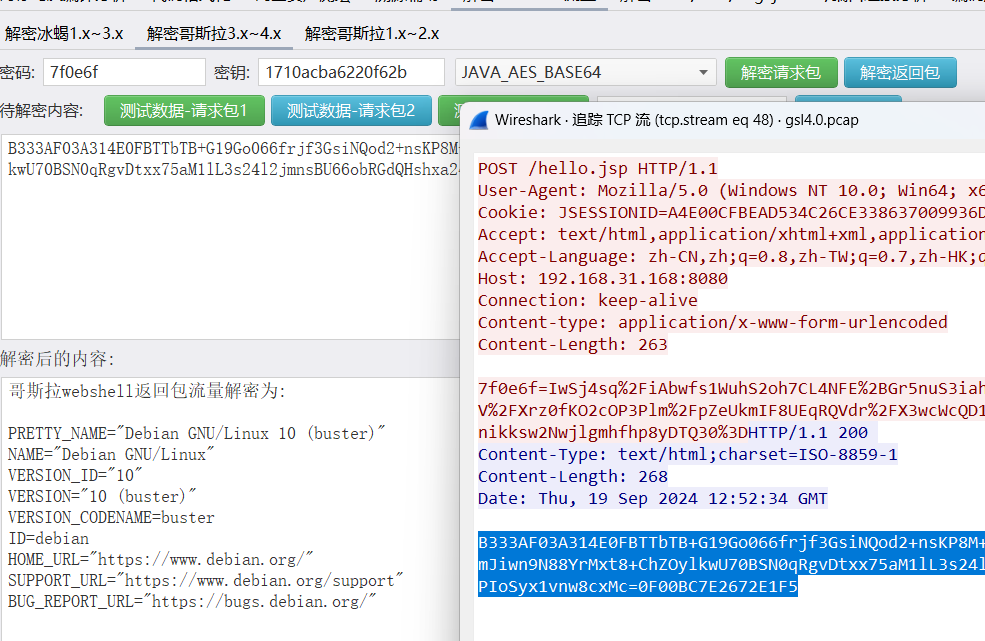 解密冰蝎1.x~3.x 解密哥斯拉3.x~4.x 解密哥斯拉1.x~2.x
密码: 7f0e6f 密钥: 1710acba6220f62b JAVA_AES_BASE64 解密请求包 解密返回包
待解密内容: 测试数据-请求包1 测试数据-请求包2
B333AF03A314E0FBTTbTB+G19Go066frjf3GsiNQod2+nsKP8M
kwU70BSN0qRgvDtxx75aM1lL3s24l2jmnsBU66obRGdQHshxa2
解密后的内容:
哥斯拉webshell返回包流量解密为:
PRETTY_NAME="Debian GNU/Linux 10 (buster)"
NAME="Debian GNU/Linux"
VERSION_ID="10"
VERSION="10 (buster)"
VERSION_CODENAME=buster
ID=debian
HOME_URL="https://www.debian.org/"
SUPPORT_URL="https://www.debian.org/support"
BUG_REPORT_URL="https://bugs.debian.org/"
Wireshark · 追踪 TCP 流 (tcp.stream eq 48) · gsl4.0.pcap
POST /hello.jsp HTTP/1.1
User-Agent: Mozilla/5.0 (Windows NT 10.0; Win64; x6
Cookie: JSESSIONID=A4E00CFBEAD534C26CE338637009936D
Accept: text/html,application/xhtml+xml,application
Accept-Language: zh-CN,zh;q=0.8,zh-TW;q=0.7,zh-HK;q
Host: 192.168.31.168:8080
Connection: keep-alive
Content-type: application/x-www-form-urlencoded
Content-Length: 263
7f0e6f=IwSj4sq%2FiAbwfs1WuhS2oh7CL4NFE%2BGr5nuS3iah
V%2FXrz0fKO2cOP3Plm%2FpZeUkmIF8UEqRQVdr%2FX3wcWcQD1
nikksw2Nwjlgmhfhp8yDTQ30%3DHTTP/1.1 200
Content-Type: text/html;charset=ISO-8859-1
Content-Length: 268
Date: Thu, 19 Sep 2024 12:52:34 GMT
B333AF03A314E0FBTTbTB+G19Go066frjf3GsiNQod2+nsKP8M+
mJiwn9N88YrMxt8+ChZOylkwU70BSN0qRgvDtxx75aM1lL3s24l
PIoSyx1vnw8cxMc=0F00BC7E2672E1F5